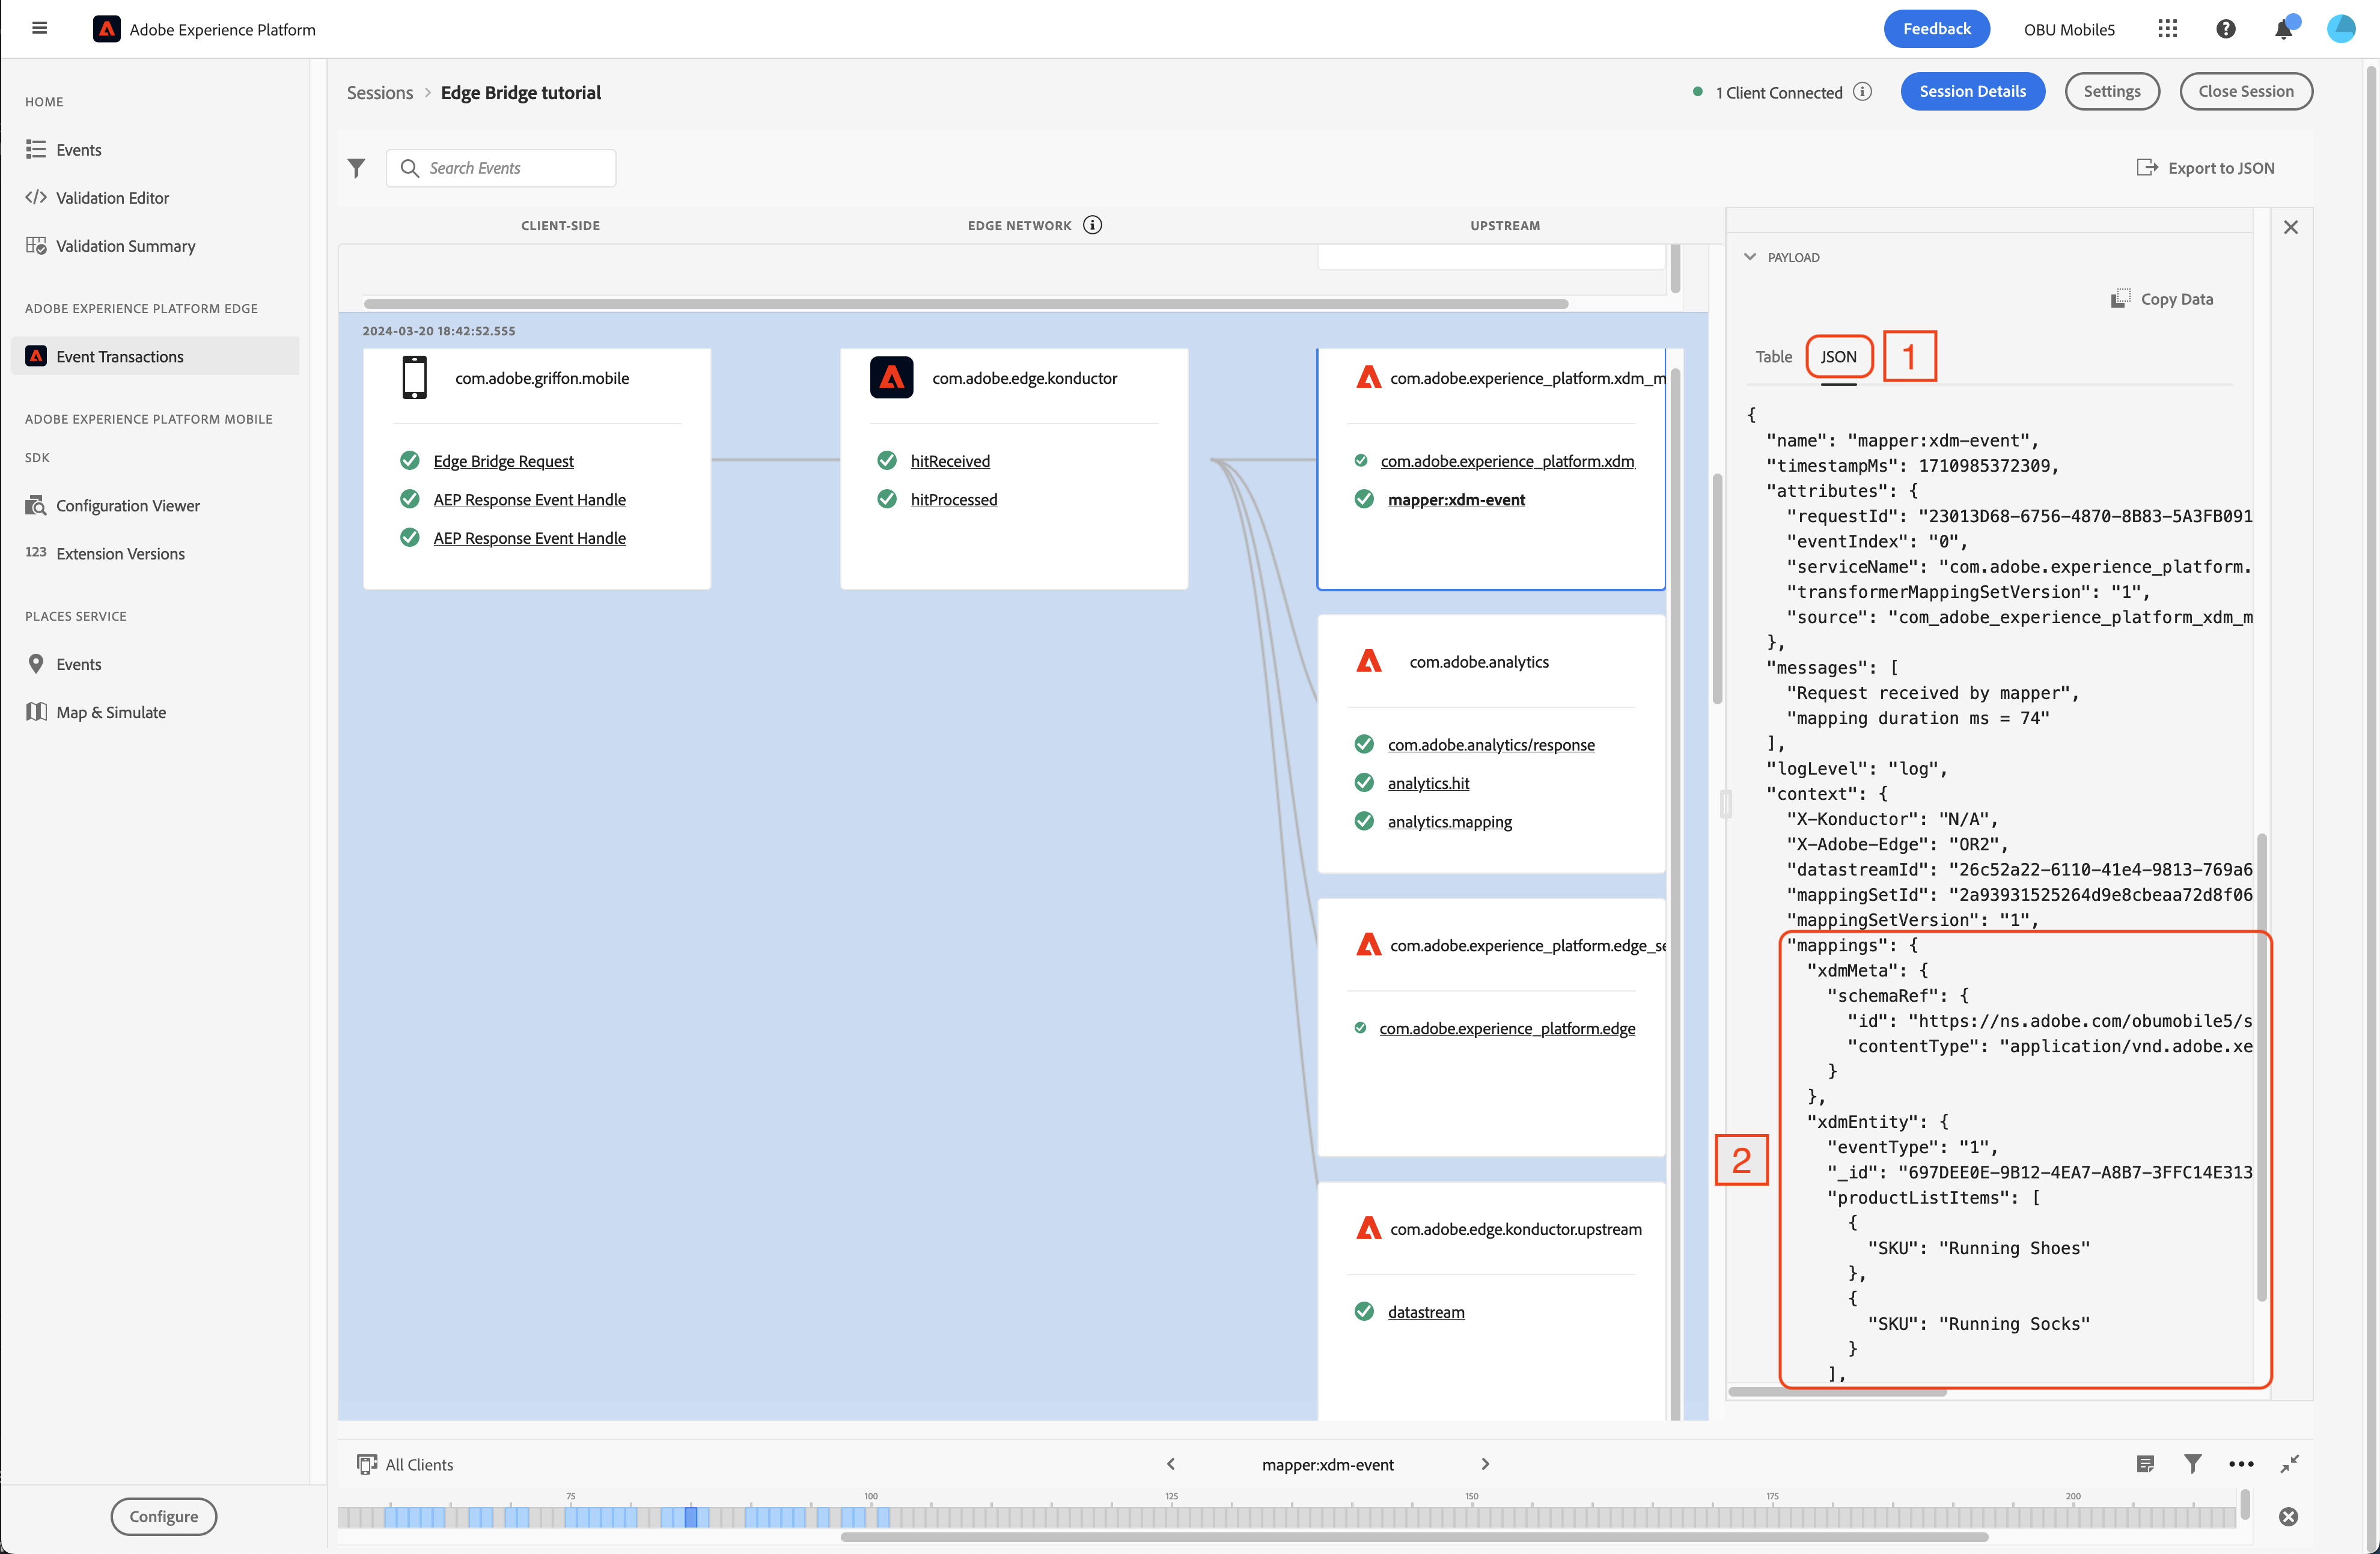 Adobe Experience Platform
Feedback
OBU Mobile5
HOME
Events
Validation Editor
Validation Summary
ADOBE EXPERIENCE PLATFORM EDGE
Event Transactions
ADOBE EXPERIENCE PLATFORM MOBILE
SDK
Configuration Viewer
123 Extension Versions
PLACES SERVICE
Events
Map & Simulate
Configure
Sessions > Edge Bridge tutorial
1 Client Connected
Session Details
Settings
Close Session
Search Events
Export to JSON
CLIENT-SIDE
EDGE NETWORK
UPSTREAM
2024-03-20 18:42:52.555
com.adobe.griffon.mobile
Edge Bridge Request
AEP Response Event Handle
AEP Response Event Handle
com.adobe.edge.konductor
hitReceived
hitProcessed
com.adobe.experience_platform.xdm_m
com.adobe.experience_platform.xdm
mapper:xdm-event
com.adobe.analytics
com.adobe.analytics/response
analytics.hit
analytics.mapping
com.adobe.experience_platform.edge_se
com.adobe.experience_platform.edge
com.adobe.edge.konductor.upstream
datastream
PAYLOAD
Copy Data
Table
JSON
1
{
"name": "mapper:xdm-event",
"timestampMs": 1710985372309,
"attributes": {
"requestId": "23013D68-6756-4870-8B83-5A3FB091
"eventIndex": "0",
"serviceName": "com.adobe.experience_platform.
"transformerMappingSetVersion": "1",
"source": "com_adobe_experience_platform_xdm_m
},
"messages": [
"Request received by mapper",
"mapping duration ms = 74"
],
"logLevel": "log",
"context": {
"X-Konductor": "N/A",
"X-Adobe-Edge": "OR2",
"datastreamId": "26c52a22-6110-41e4-9813-769a6
"mappingSetId": "2a93931525264d9e8cbeaa72d8f06
"mappingSetVersion": "1",
"mappings": {
"xdmMeta": {
"schemaRef": {
"id": "https://ns.adobe.com/obumobile5/s
"contentType": "application/vnd.adobe.xe
}
},
"xdmEntity": {
"eventType": "1",
"_id": "697DEE0E-9B12-4EA7-A8B7-3FFC14E313
"productListItems": [
{
"SKU": "Running Shoes"
},
{
"SKU": "Running Socks"
}
],
2
All Clients
mapper:xdm-event
75
100
125
150
175
200